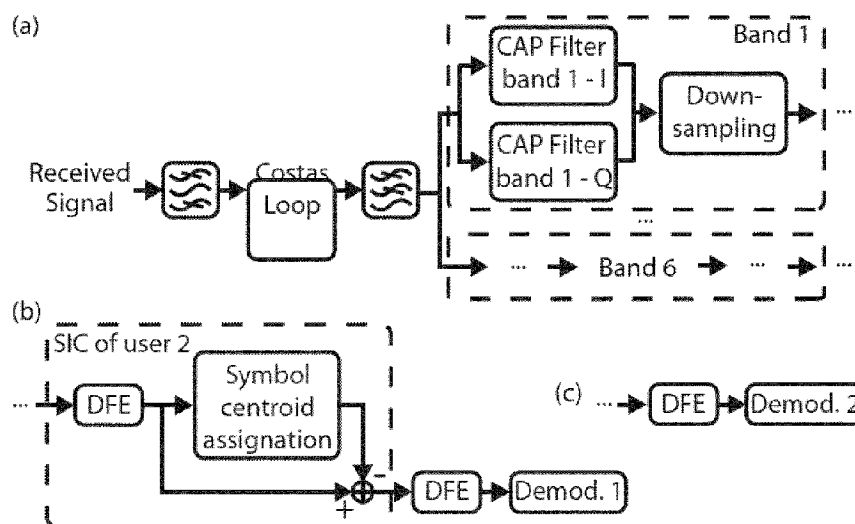 (a)
Band 1
CAP Filter
band 1 - I
Down-
sampling
...
CAP Filter
band 1 - Q
Received
Signal
Costas
Loop
...
...
Band 6
...
...
(b)
SIC of user 2
...
DFE
Symbol
centroid
assignation
-
+
DFE
Demod. 1
(c)
...
DFE
Demod. 2